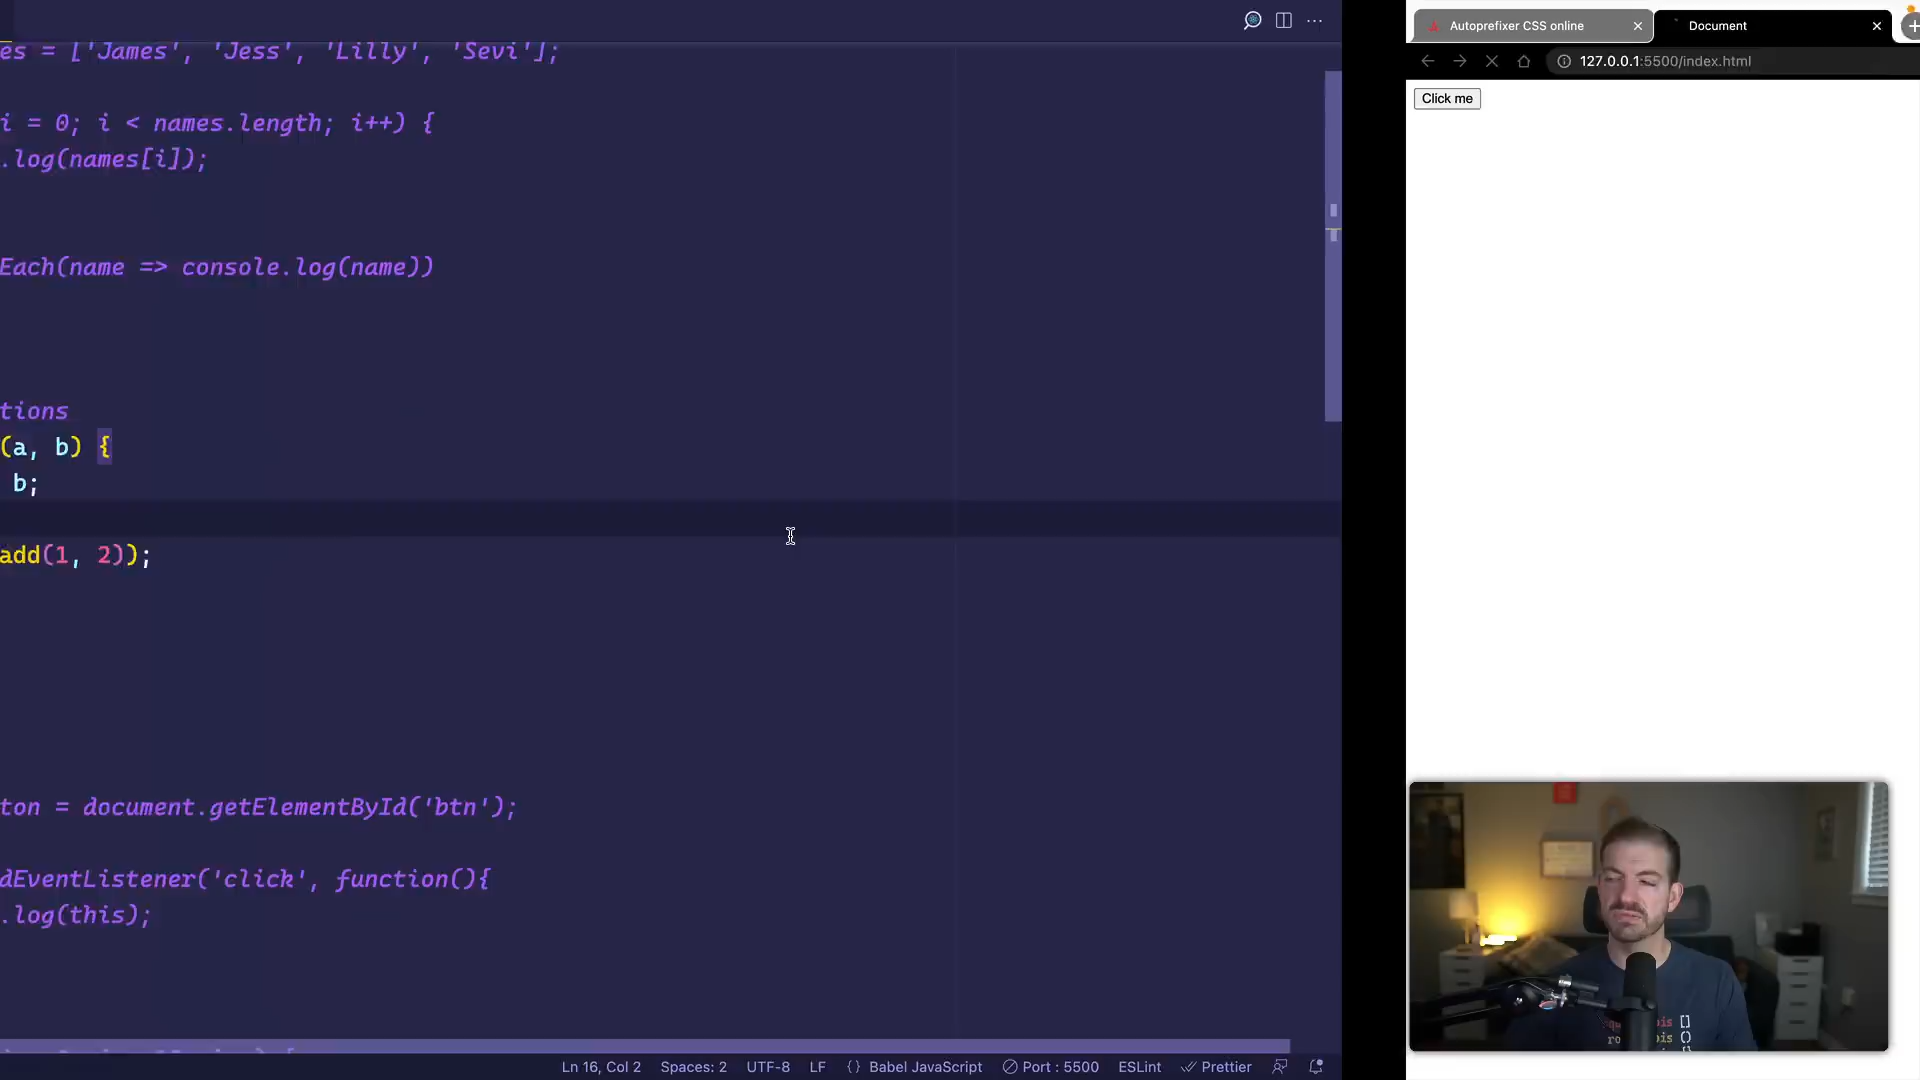 es = ['James', 'Jess', 'Lilly', 'Sevi'];
i = 0; i < names.length; i++) {
.log(names[i]);
Each(name => console.log(name))
tions
(a, b) {
b;
add(1, 2));
ton = document.getElementById('btn');
dEventListener('click', function(){
.log(this);
Ln 16, Col 2
Spaces: 2
UTF-8
LF
{} Babel JavaScript
Port : 5500
ESLint
Prettier
Autoprefixer CSS online
Document
127.0.0.1:5500/index.html
Click me